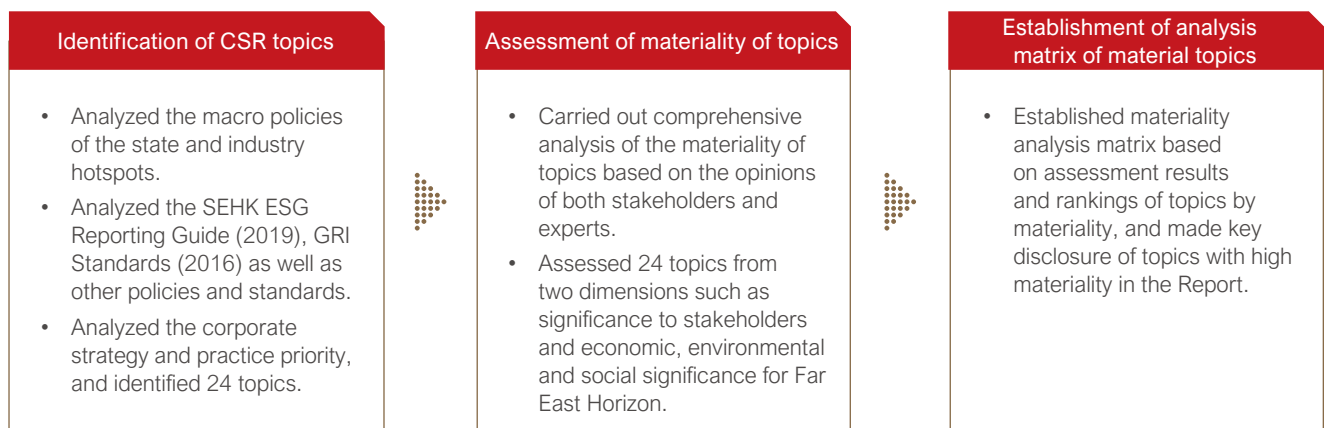 Identification of CSR topics
• Analyzed the macro policies
of the state and industry
hotspots.
• Analyzed the SEHK ESG
Reporting Guide (2019), GRI
Standards (2016) as well as
other policies and standards.
• Analyzed the corporate
strategy and practice priority,
and identified 24 topics.
Assessment of materiality of topics
• Carried out comprehensive
analysis of the materiality of
topics based on the opinions
of both stakeholders and
experts.
• Assessed 24 topics from
two dimensions such as
significance to stakeholders
and economic, environmental
and social significance for Far
East Horizon.
Establishment of analysis
matrix of material topics
• Established materiality
analysis matrix based
on assessment results
and rankings of topics by
materiality, and made key
disclosure of topics with high
materiality in the Report.